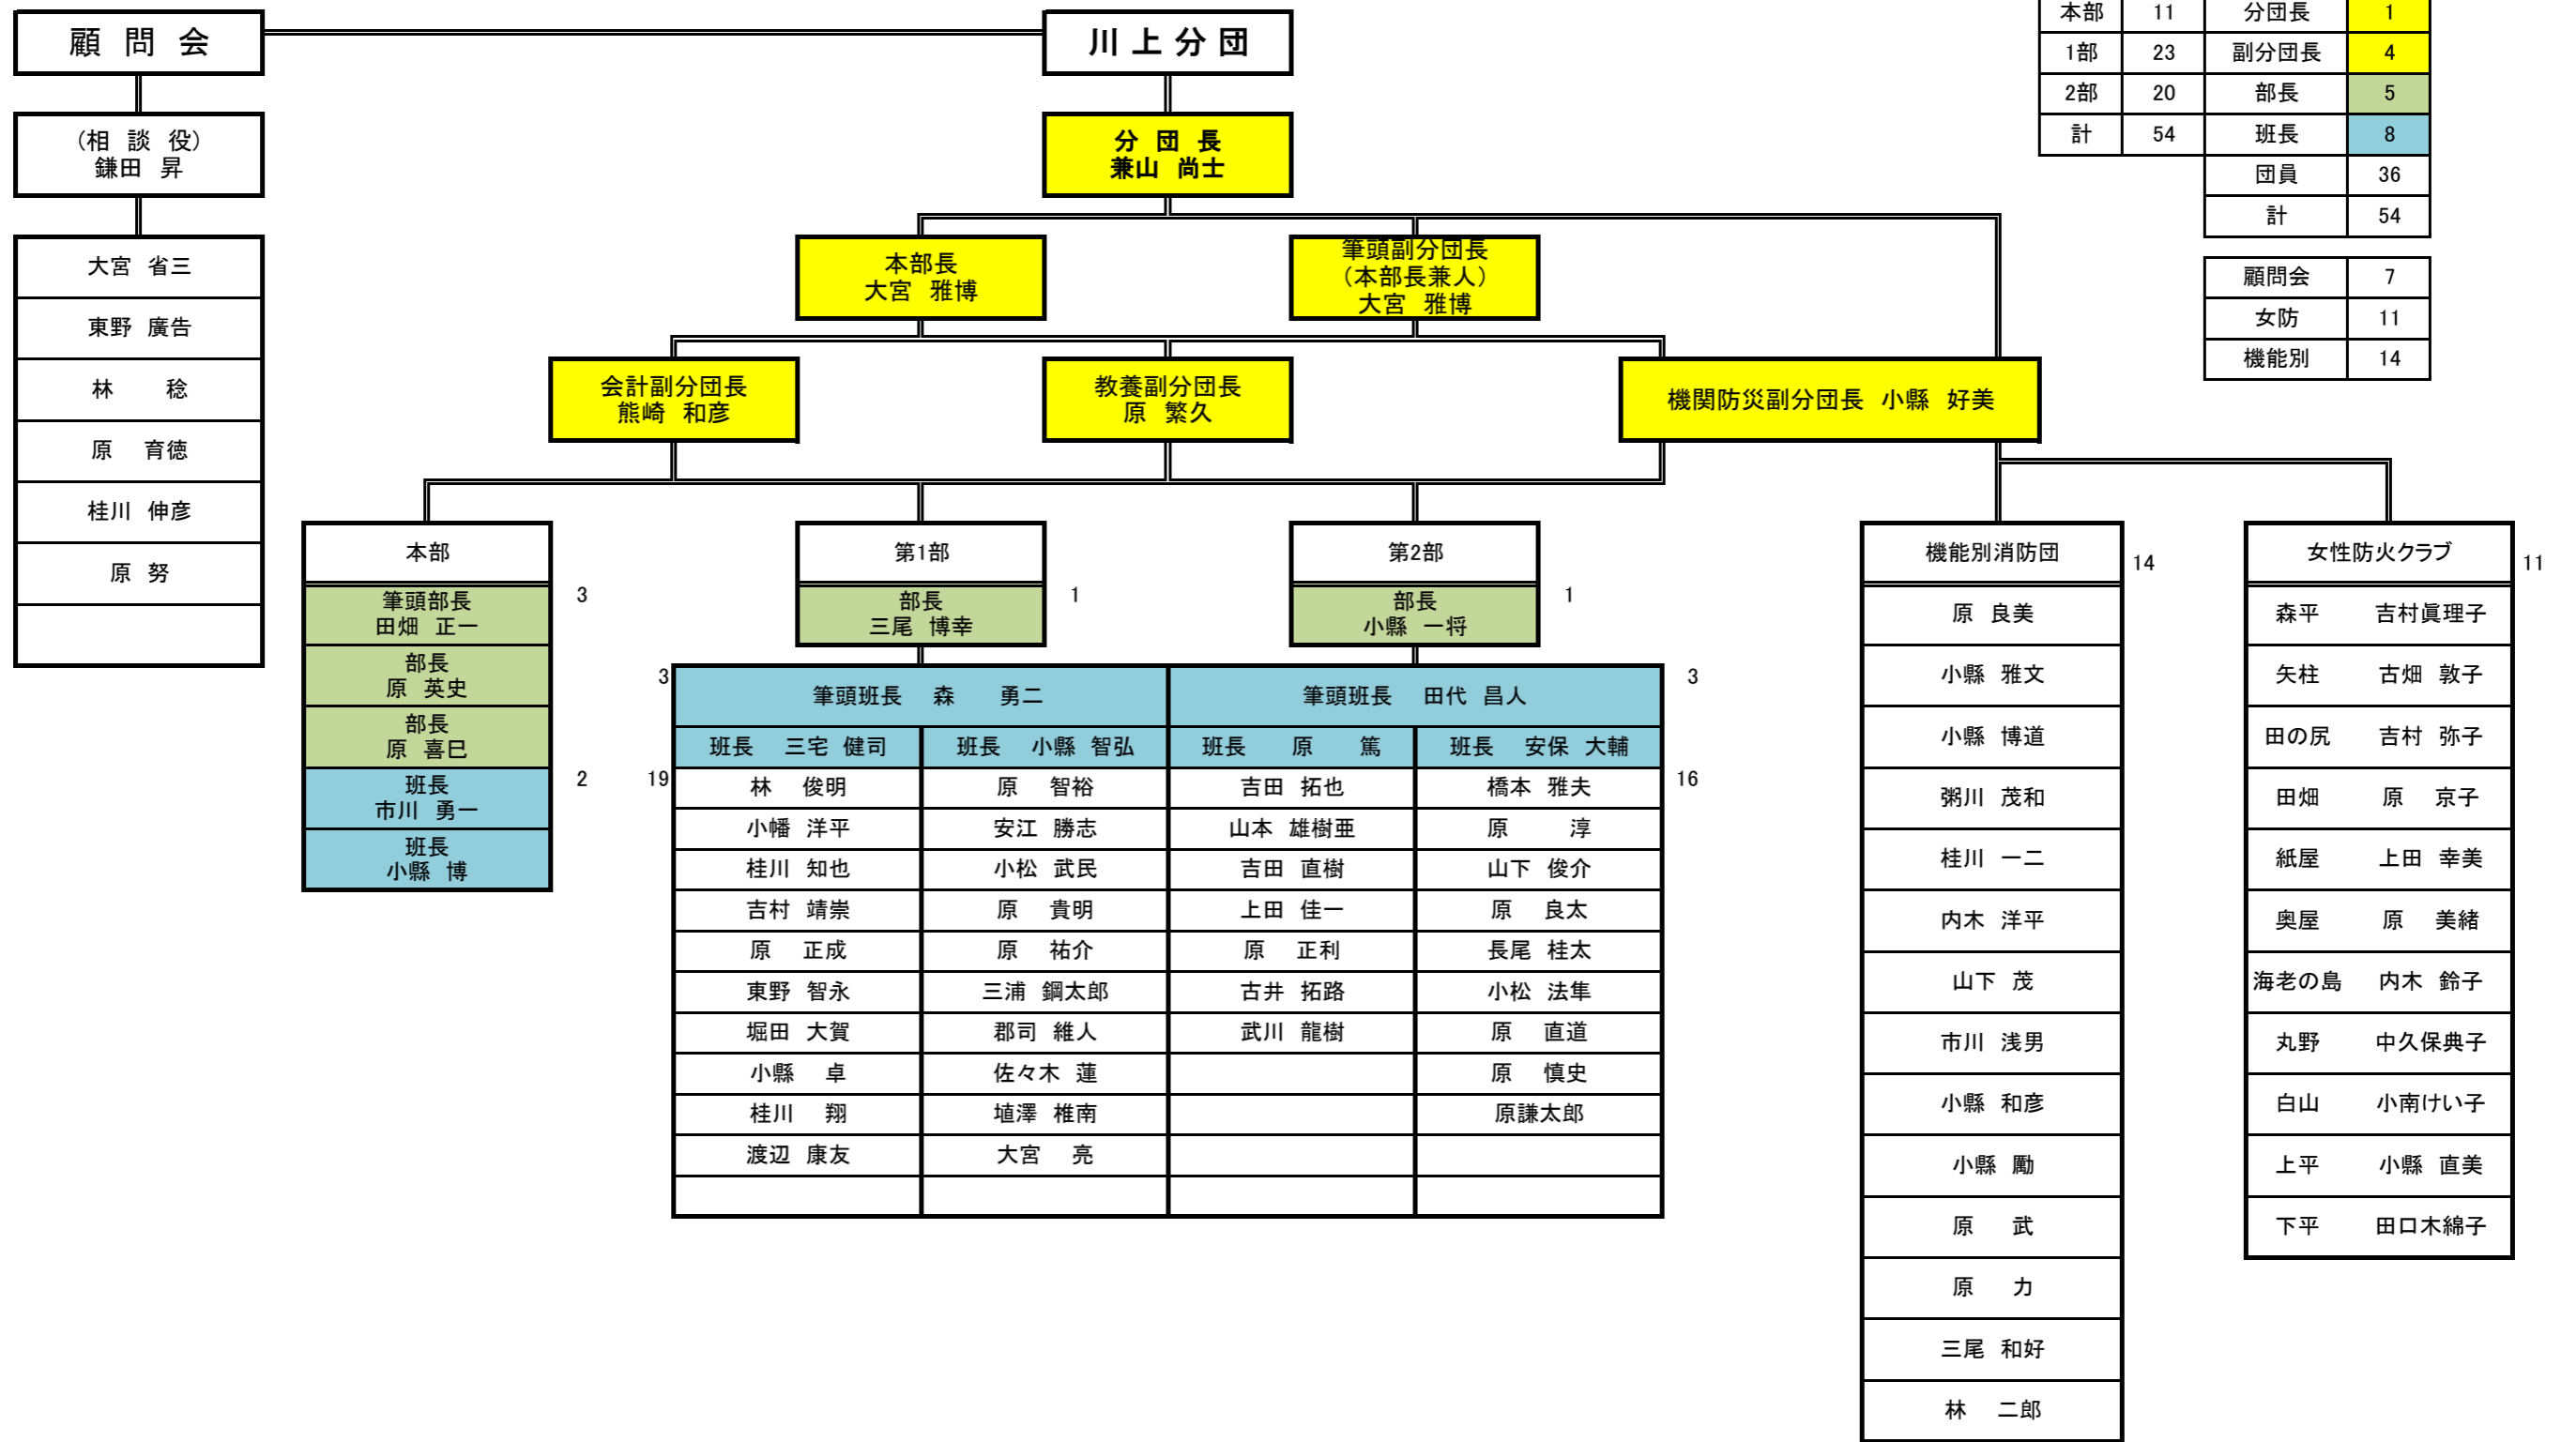 顧 問 会
川 上 分 団
本部 11 分団長 1
1部 23 副分団長 4
2部 20 部長 5
計 54 班長 8
団員 36
計 54
(相 談 役)
鎌田 昇
分 団 長
兼山 尚士
大宮 省三
東野 廣告
林 稔
原 育徳
桂川 伸彦
原 努
本部長
大宮 雅博
筆頭副分団長
(本部長兼人)
大宮 雅博
顧問会 7
女防 11
機能別 14
会計副分団長
熊崎 和彦
教養副分団長
原 繁久
機関防災副分団長 小縣 好美
本部
筆頭部長
田畑 正一
3
部長
原 英史
部長
原 喜巳
班長
市川 勇一
2
班長
小縣 博
第1部
部長
三尾 博幸
1
第2部
部長
小縣 一将
1
3
筆頭班長 森 勇二
筆頭班長 田代 昌人
3
班長 三宅 健司
班長 小縣 智弘
班長 原 篤
班長 安保 大輔
19
林 俊明 原 智裕 吉田 拓也 橋本 雅夫
16
小幡 洋平 安江 勝志 山本 雄樹亜 原 淳
桂川 知也 小松 武民 吉田 直樹 山下 俊介
吉村 靖崇 原 貴明 上田 佳一 原 良太
原 正成 原 祐介 原 正利 長尾 桂太
東野 智永 三浦 鋼太郎 古井 拓路 小松 法隼
堀田 大賀 郡司 維人 武川 龍樹 原 直道
小縣 卓 佐々木 蓮 原 慎史
桂川 翔 埴澤 椎南 原謙太郎
渡辺 康友 大宮 亮
機能別消防団
14
原 良美
小縣 雅文
小縣 博道
粥川 茂和
桂川 一二
内木 洋平
山下 茂
市川 浅男
小縣 和彦
小縣 勵
原 武
原 力
三尾 和好
林 二郎
女性防火クラブ
11
森平 吉村眞理子
矢柱 古畑 敦子
田の尻 吉村 弥子
田畑 原 京子
紙屋 上田 幸美
奥屋 原 美緒
海老の島 内木 鈴子
丸野 中久保典子
白山 小南けい子
上平 小縣 直美
下平 田口木綿子